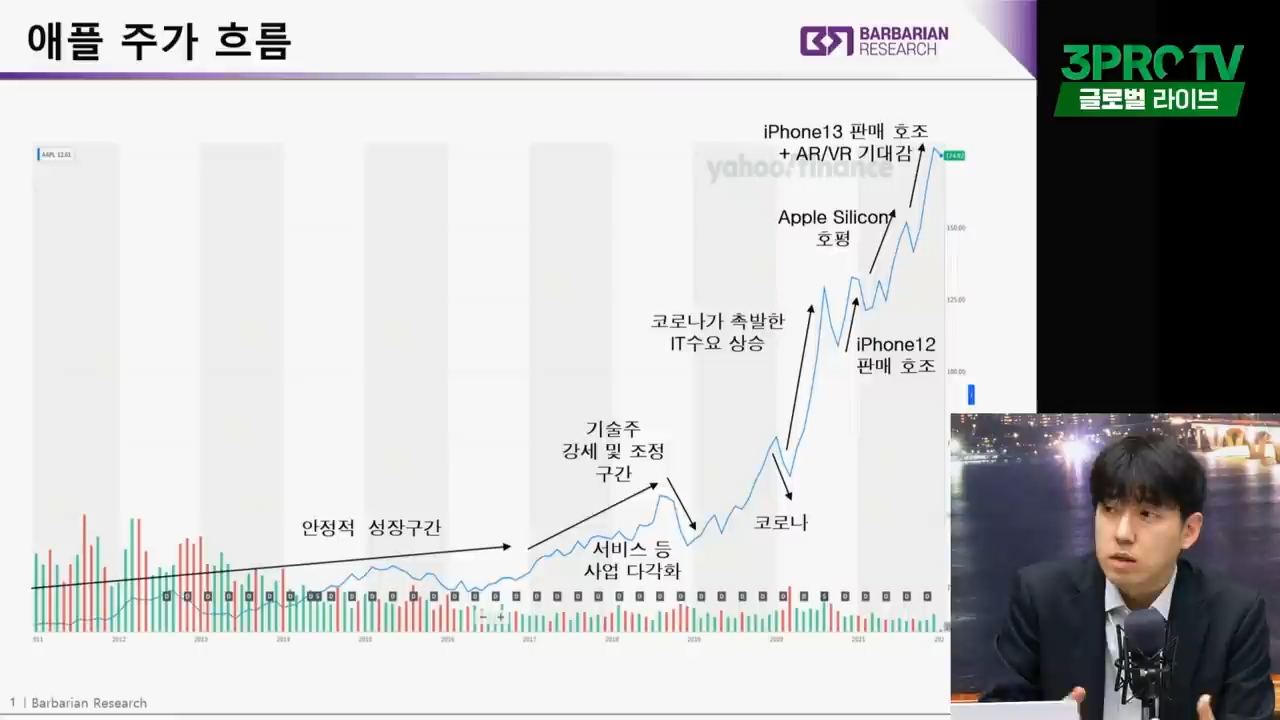 애플 주가 흐름
BARBARIAN
RESEARCH
3PRO TV
글로벌 라이브
AAPL 12.61
yahoo!finance
iPhone13 판매 호조
+ AR/VR 기대감
174.92
Apple Silicon
호평
150.00
코로나가 촉발한
IT수요 상승
125.00
iPhone12
판매 호조
100.00
기술주
강세 및 조정
구간
안정적 성장구간
코로나
서비스 등
사업 다각화
2012 2013 2014 2015 2016 2017 2018 2019 2020 2021
1 | Barbarian Research